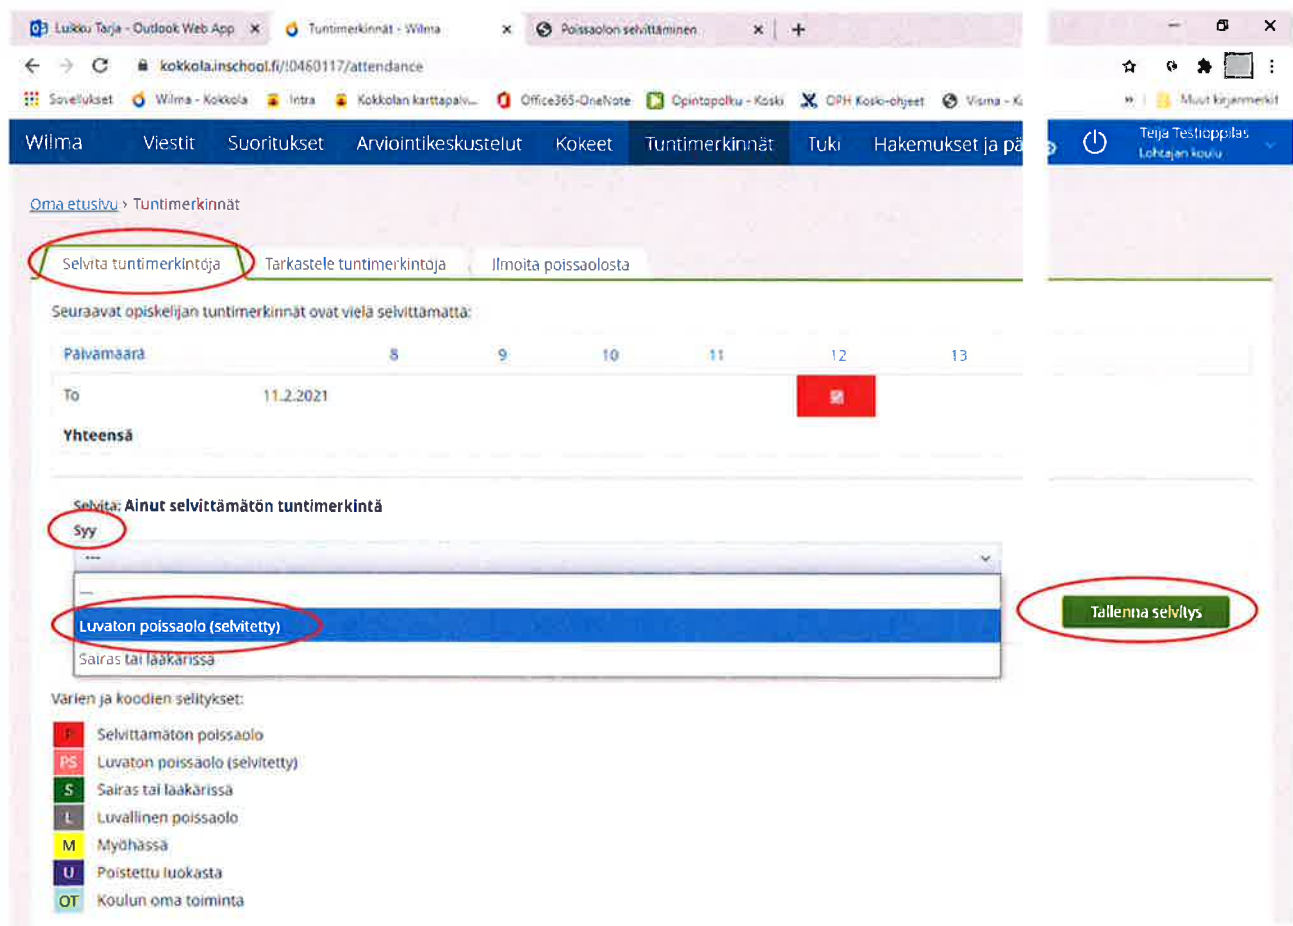 Luikku Tarja - Outlook Web App
Tuntimerkinnät - Wilma
Poissaolon selvittäminen
kokkola.inschool.fi/!0460117/attendance
Sovellukset
Wilma - Kokkola
Intra
Kokkolan karttapalv...
Office365-OneNote
Opintopolku - Koski
OPH Koski-ohjeet
Visma - K
»
Muut kirjanmerkit
Wilma
Viestit
Suoritukset
Arviointikeskustelut
Kokeet
Tuntimerkinnät
Tuki
Hakemukset ja pä
Teija Testioppilas
Lohtajan koulu
Oma etusivu › Tuntimerkinnät
Selvitä tuntimerkintöjä
Tarkastele tuntimerkintöjä
Ilmoita poissaolosta
Seuraavat opiskelijan tuntimerkinnät ovat vielä selvittämättä:
Päivämäärä 8 9 10 11 12 13
To 11.2.2021
Yhteensä
Selvitä: Ainut selvittämätön tuntimerkintä
Syy
---
---
Luvaton poissaolo (selvitetty)
Sairas tai lääkärissä
Tallenna selvitys
Värien ja koodien selitykset:
P Selvittämätön poissaolo
PS Luvaton poissaolo (selvitetty)
S Sairas tai lääkärissä
L Luvallinen poissaolo
M Myöhässä
U Poistettu luokasta
OT Koulun oma toiminta